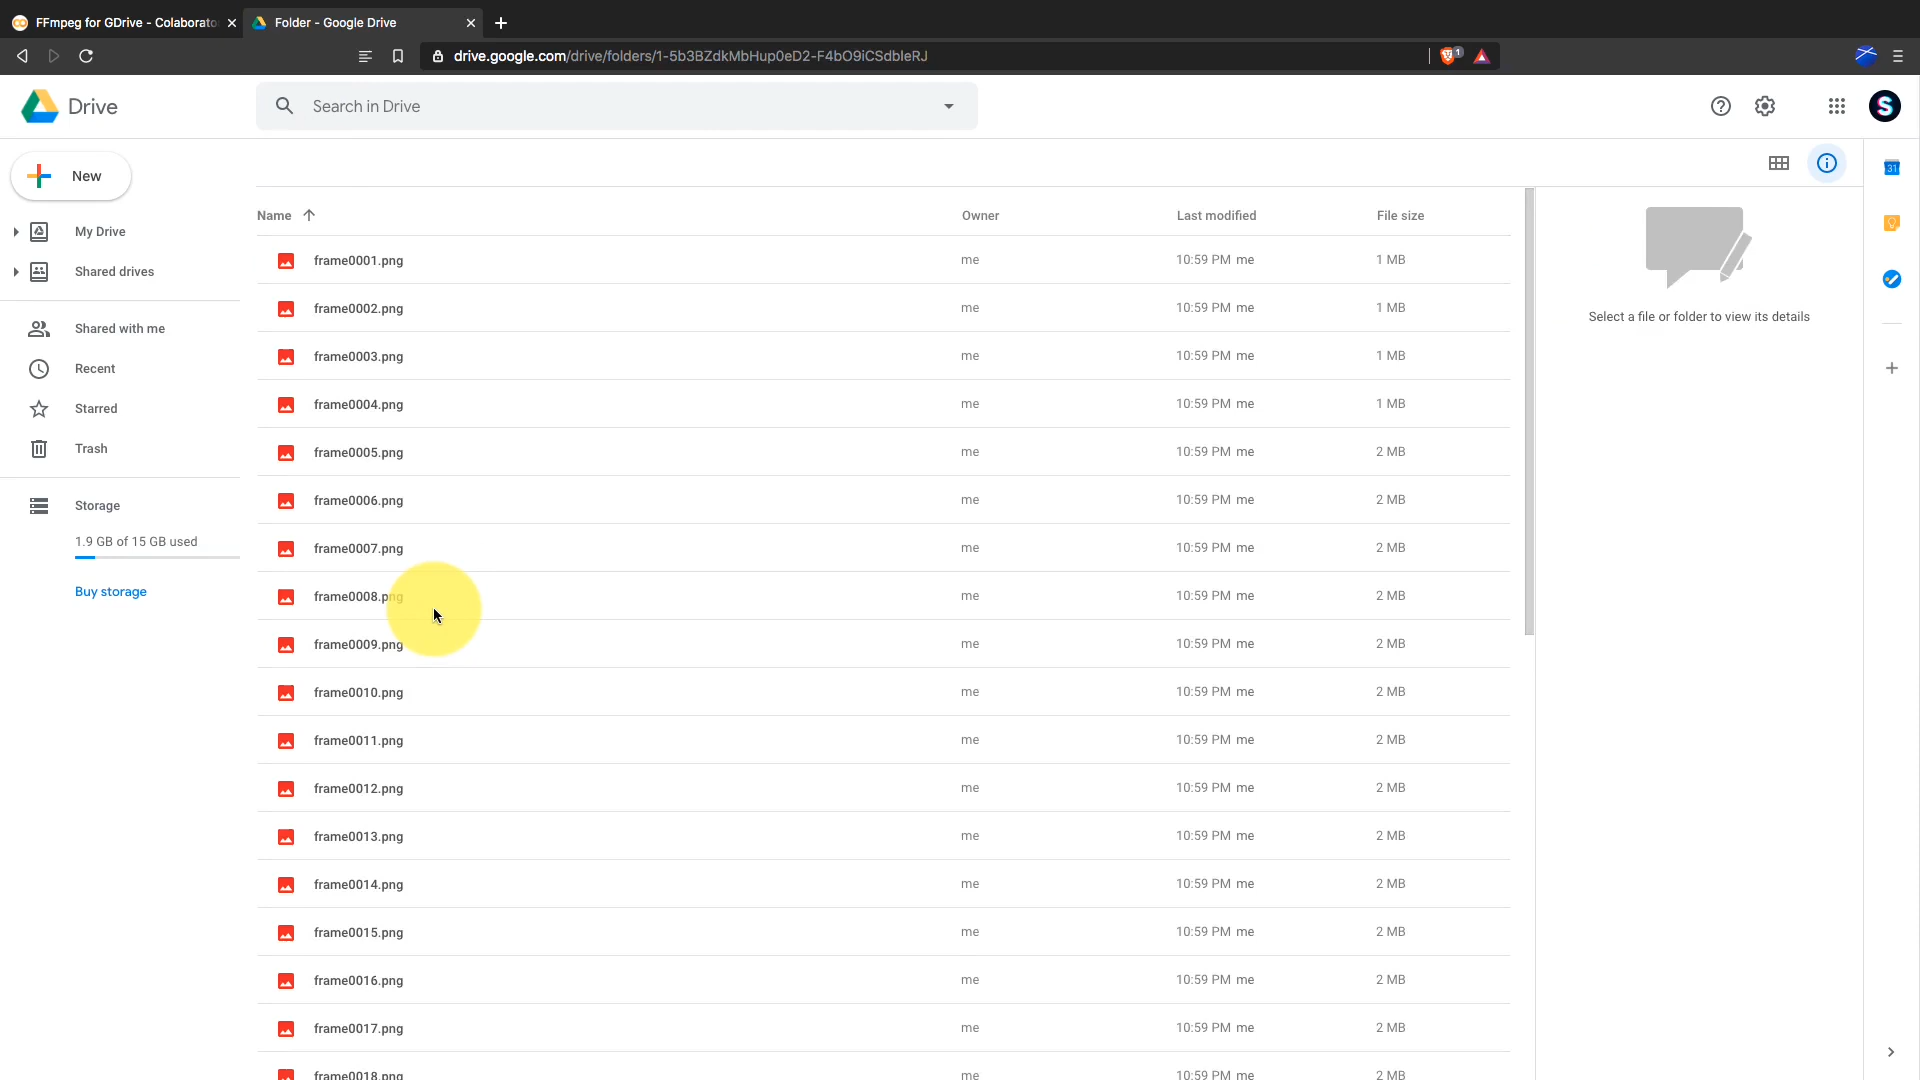 FFmpeg for GDrive - Colaborato
Folder - Google Drive
drive.google.com/drive/folders/1-5b3BZdkMbHup0eD2-F4bO9iCSdbleRJ
1
Drive
Search in Drive
S
New
31
Name
Owner
Last modified
File size
My Drive
Shared drives
Shared with me
Recent
Starred
Trash
Storage
1.9 GB of 15 GB used
Buy storage
frame0001.png me 10:59 PM me 1 MB
frame0002.png me 10:59 PM me 1 MB
frame0003.png me 10:59 PM me 1 MB
frame0004.png me 10:59 PM me 1 MB
frame0005.png me 10:59 PM me 2 MB
frame0006.png me 10:59 PM me 2 MB
frame0007.png me 10:59 PM me 2 MB
frame0008.png me 10:59 PM me 2 MB
frame0009.png me 10:59 PM me 2 MB
frame0010.png me 10:59 PM me 2 MB
frame0011.png me 10:59 PM me 2 MB
frame0012.png me 10:59 PM me 2 MB
frame0013.png me 10:59 PM me 2 MB
frame0014.png me 10:59 PM me 2 MB
frame0015.png me 10:59 PM me 2 MB
frame0016.png me 10:59 PM me 2 MB
frame0017.png me 10:59 PM me 2 MB
frame0018.png me 10:59 PM me 2 MB
Select a file or folder to view its details